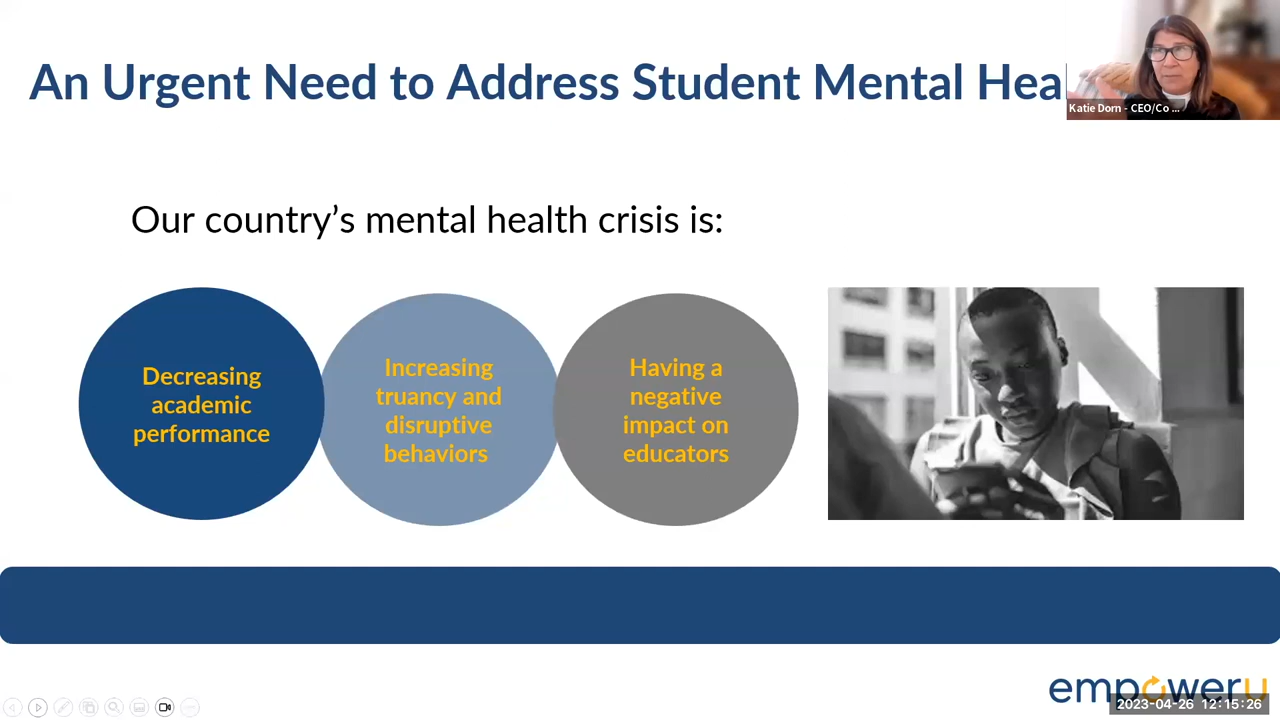 An Urgent Need to Address Student Mental Hea
Katie Dorn - CEO/Co ...
Our country's mental health crisis is:
Decreasing
academic
performance
Increasing
truancy and
disruptive
behaviors
Having a
negative
impact on
educators
empoweru
2023-04-26 12:15:26